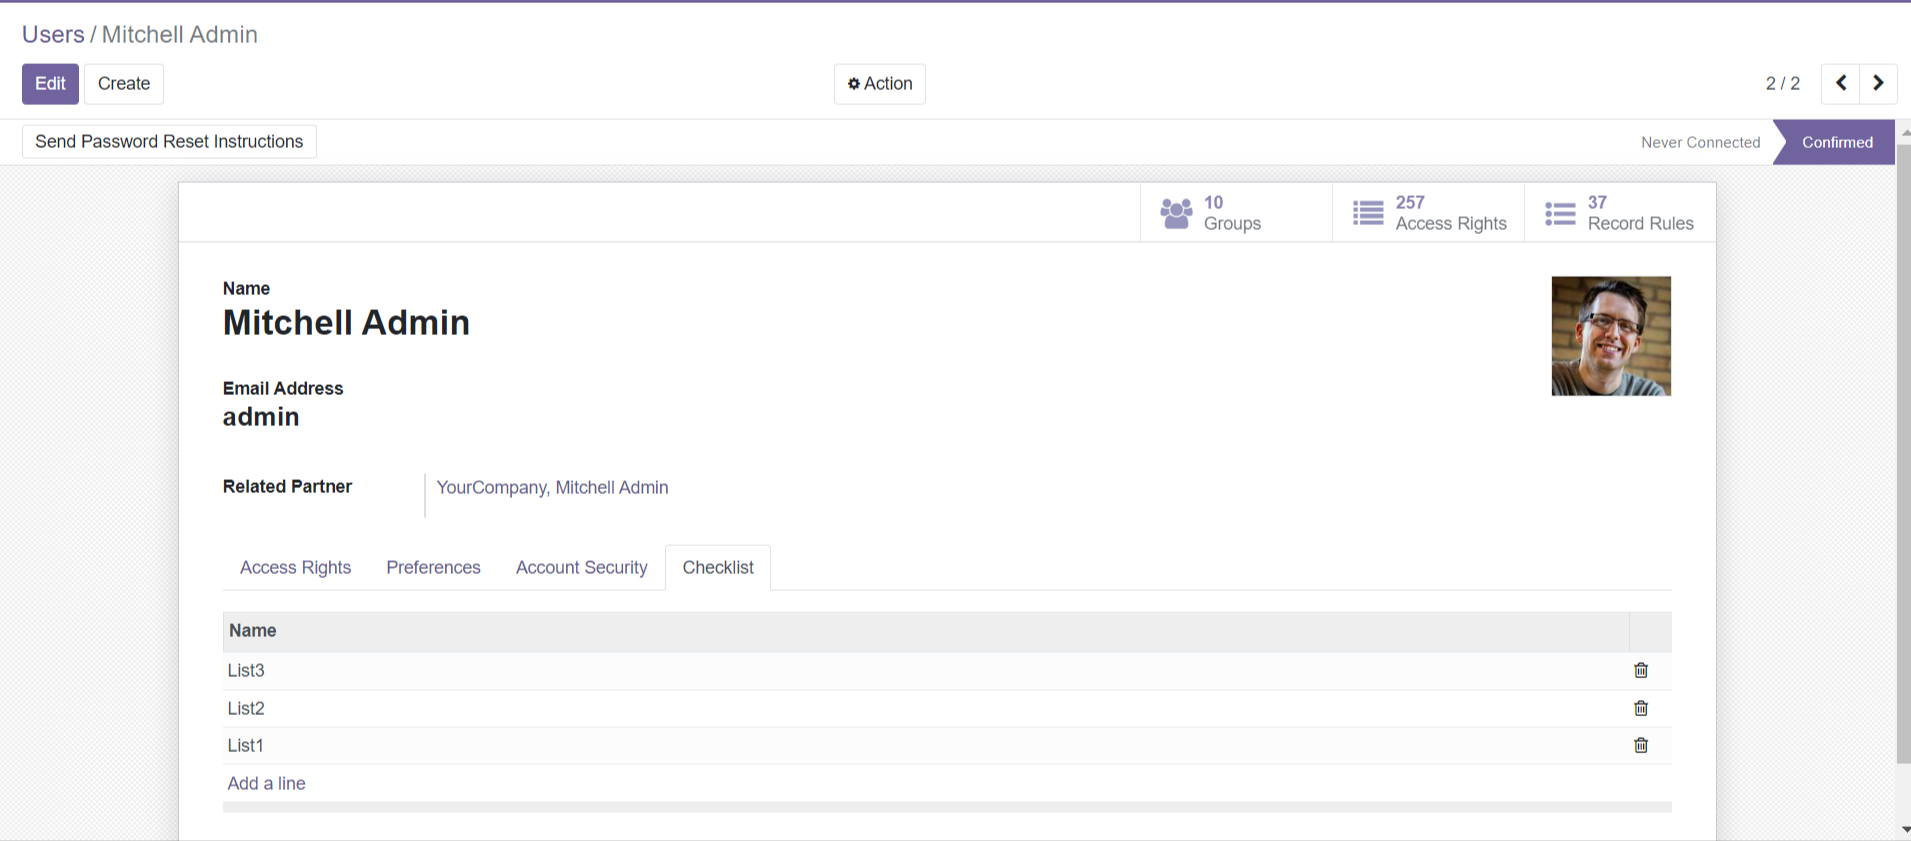 Users / Mitchell Admin
Edit Create Action 2 / 2
Send Password Reset Instructions Never Connected Confirmed
10 Groups 257 Access Rights 37 Record Rules
Name
Mitchell Admin
Email Address
admin
Related Partner YourCompany, Mitchell Admin
Access Rights Preferences Account Security Checklist
Name
List3
List2
List1
Add a line